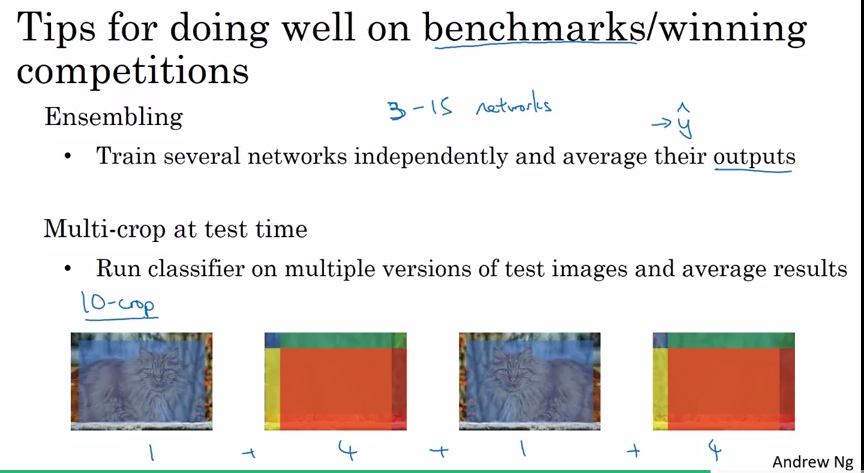 Tips for doing well on benchmarks/winning
competitions
Ensembling
3-15 networks
→ ŷ
• Train several networks independently and average their outputs
Multi-crop at test time
• Run classifier on multiple versions of test images and average results
10-crop
1 + 4 + 1 + 4
Andrew Ng